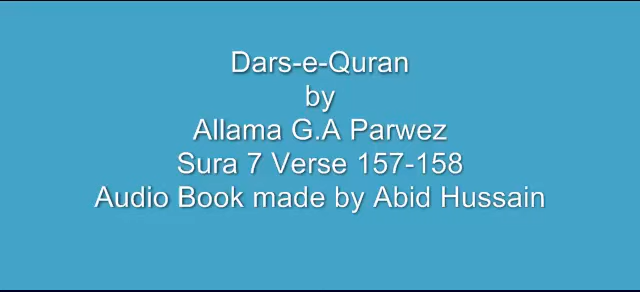 Dars-e-Quran
by
Allama G.A Parwez
Sura 7 Verse 157-158
Audio Book made by Abid Hussain